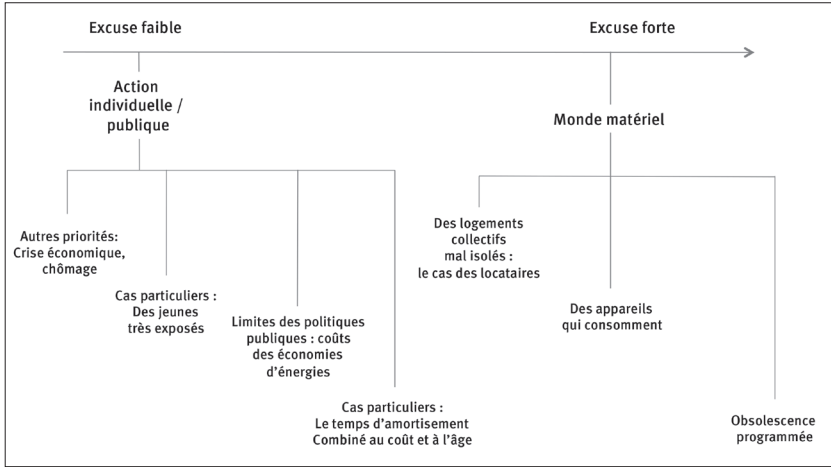 Excuse faible
Excuse forte
Action
individuelle /
publique
Monde matériel
Autres priorités:
Crise économique,
chômage
Cas particuliers :
Des jeunes
très exposés
Limites des politiques
publiques : coûts
des économies
d'énergies
Cas particuliers :
Le temps d'amortisement
Combiné au coût et à l'âge
Des logements
collectifs
mal isolés :
le cas des locataires
Des appareils
qui consomment
Obsolescence
programmée